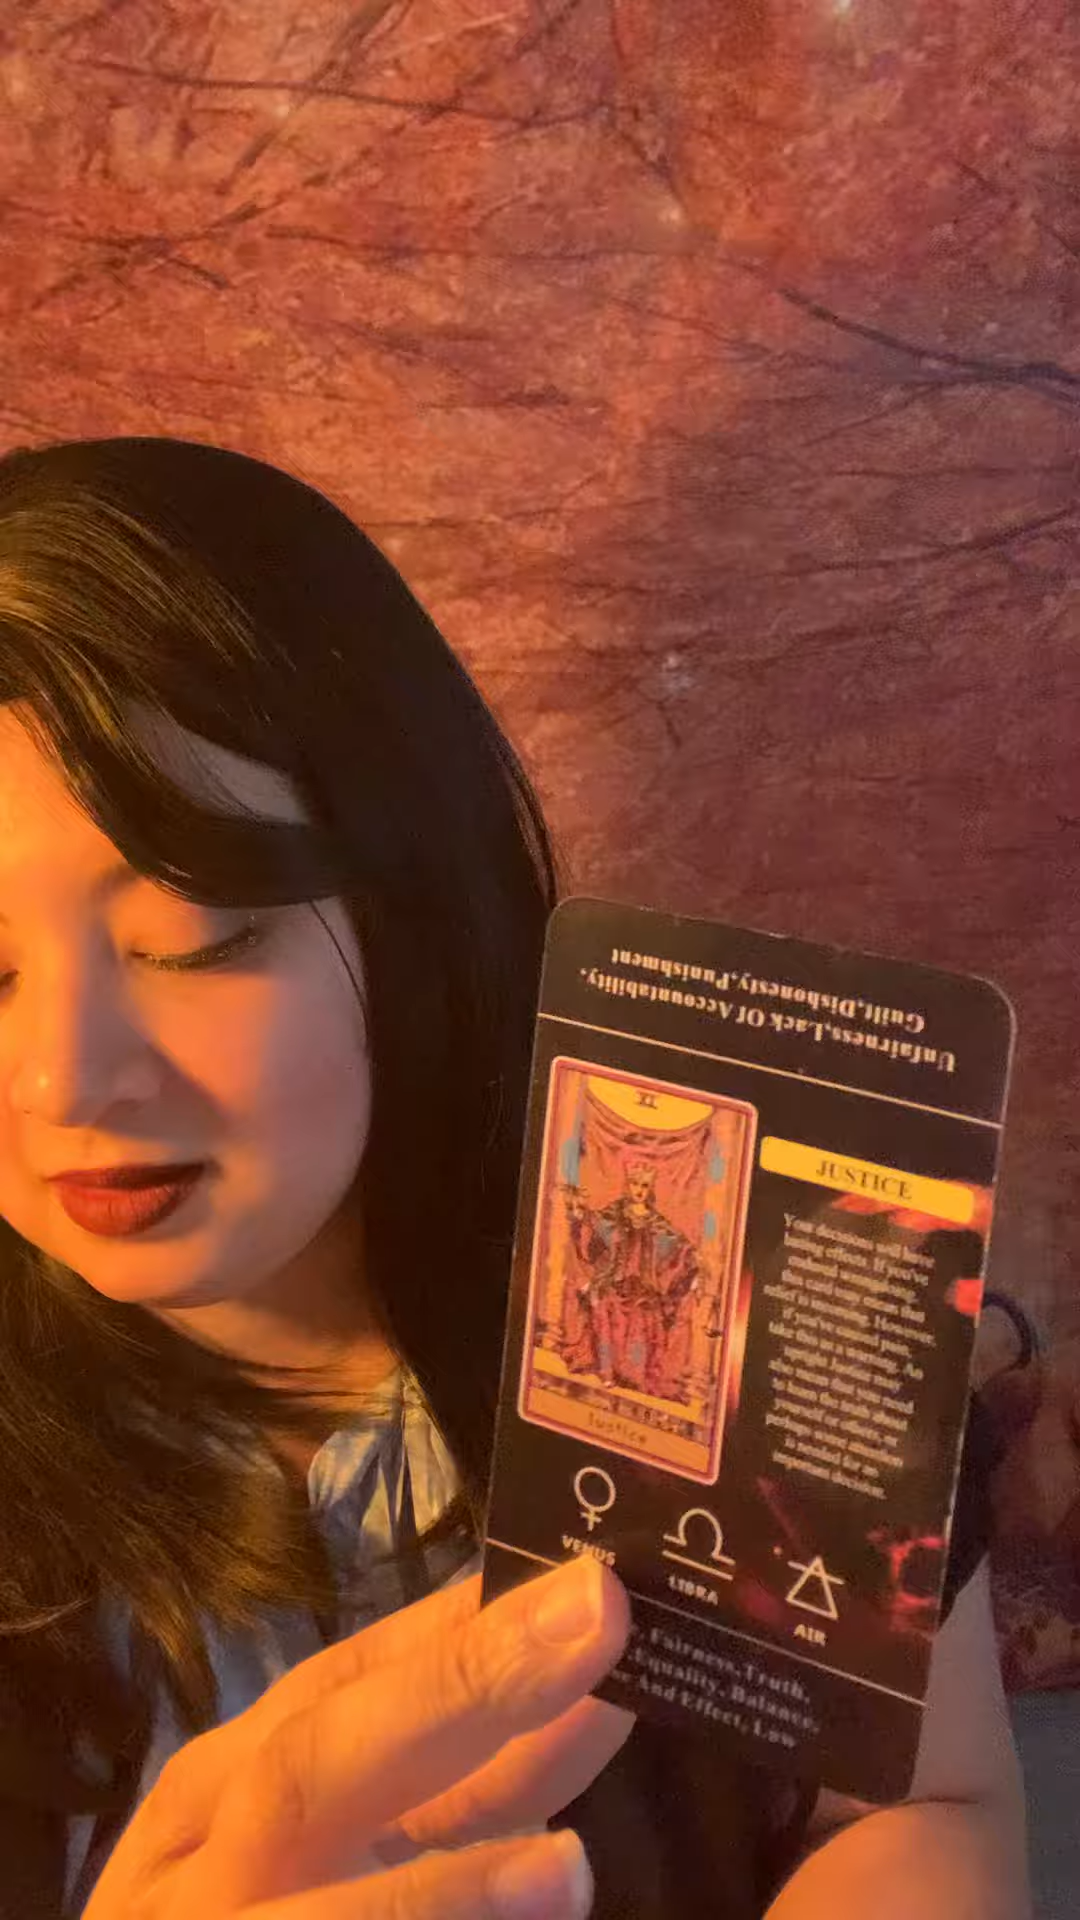 Unfairness,Lack Of Accountability,
Guilt,Dishonesty,Punishment
JUSTICE
Your decisions will have
lasting effects. If you've
endured wrongdoing,
this card may mean that
relief is incoming. However,
if you've caused pain,
take this as a warning. An
upright Justice may
also mean that you need
to learn the truth about
yourself or others, or
perhaps some attention
is needed for an
important decision.
Justice
VENUS
LIBRA
AIR
Fairness,Truth,
Equality, Balance,
And Effect, Law